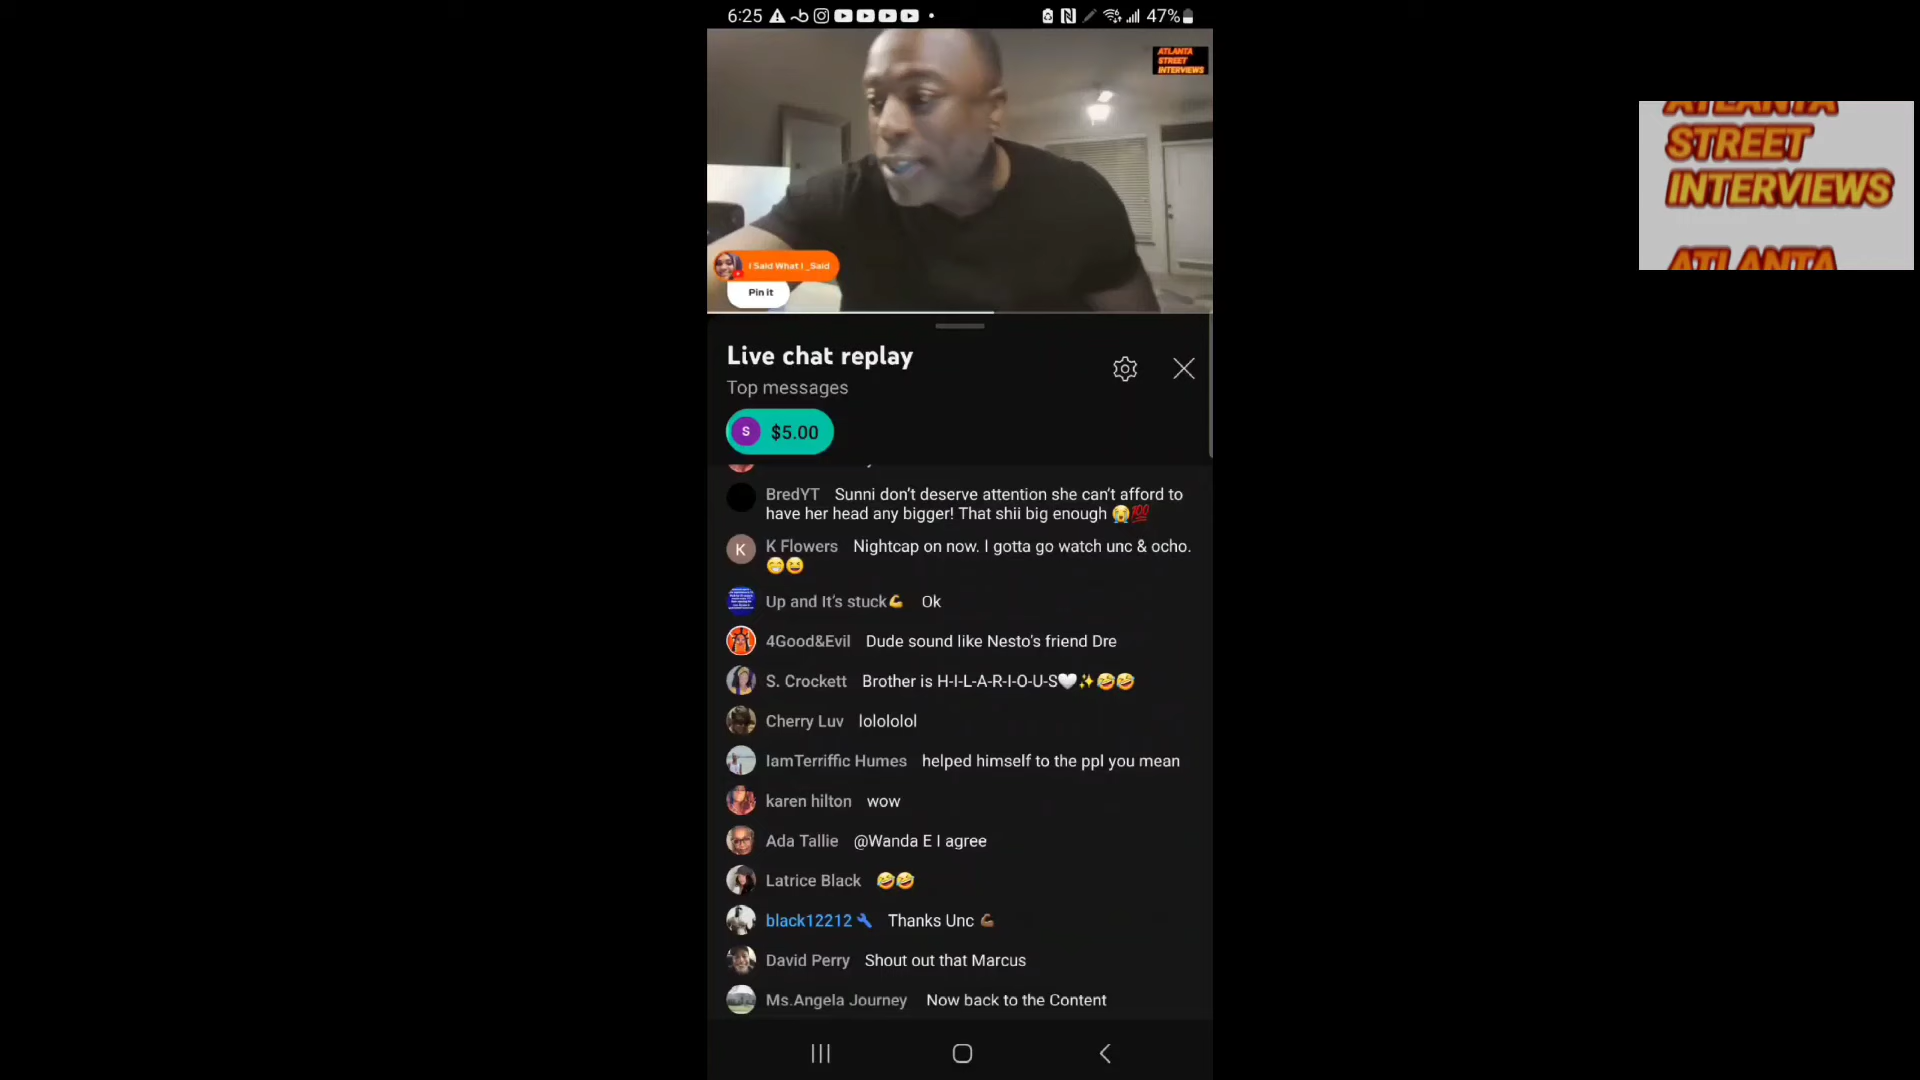 6:25
47%
ATLANTA
STREET
INTERVIEWS
I Said What I _Said
Pin it
Live chat replay
Top messages
S $5.00
BredYT Sunni don't deserve attention she can't afford to
have her head any bigger! That shii big enough 😭💯
K
K Flowers Nightcap on now. I gotta go watch unc & ocho.
😁😆
Up and It's stuck💪 Ok
4Good&Evil Dude sound like Nesto's friend Dre
S. Crockett Brother is H-I-L-A-R-I-O-U-S🤍✨🤣🤣
Cherry Luv lolololol
IamTerriffic Humes helped himself to the ppl you mean
karen hilton wow
Ada Tallie @Wanda E I agree
Latrice Black 🤣🤣
black12212 Thanks Unc 💪🏾
David Perry Shout out that Marcus
Ms.Angela Journey Now back to the Content
ATLANTA
STREET
INTERVIEWS
ATLANTA